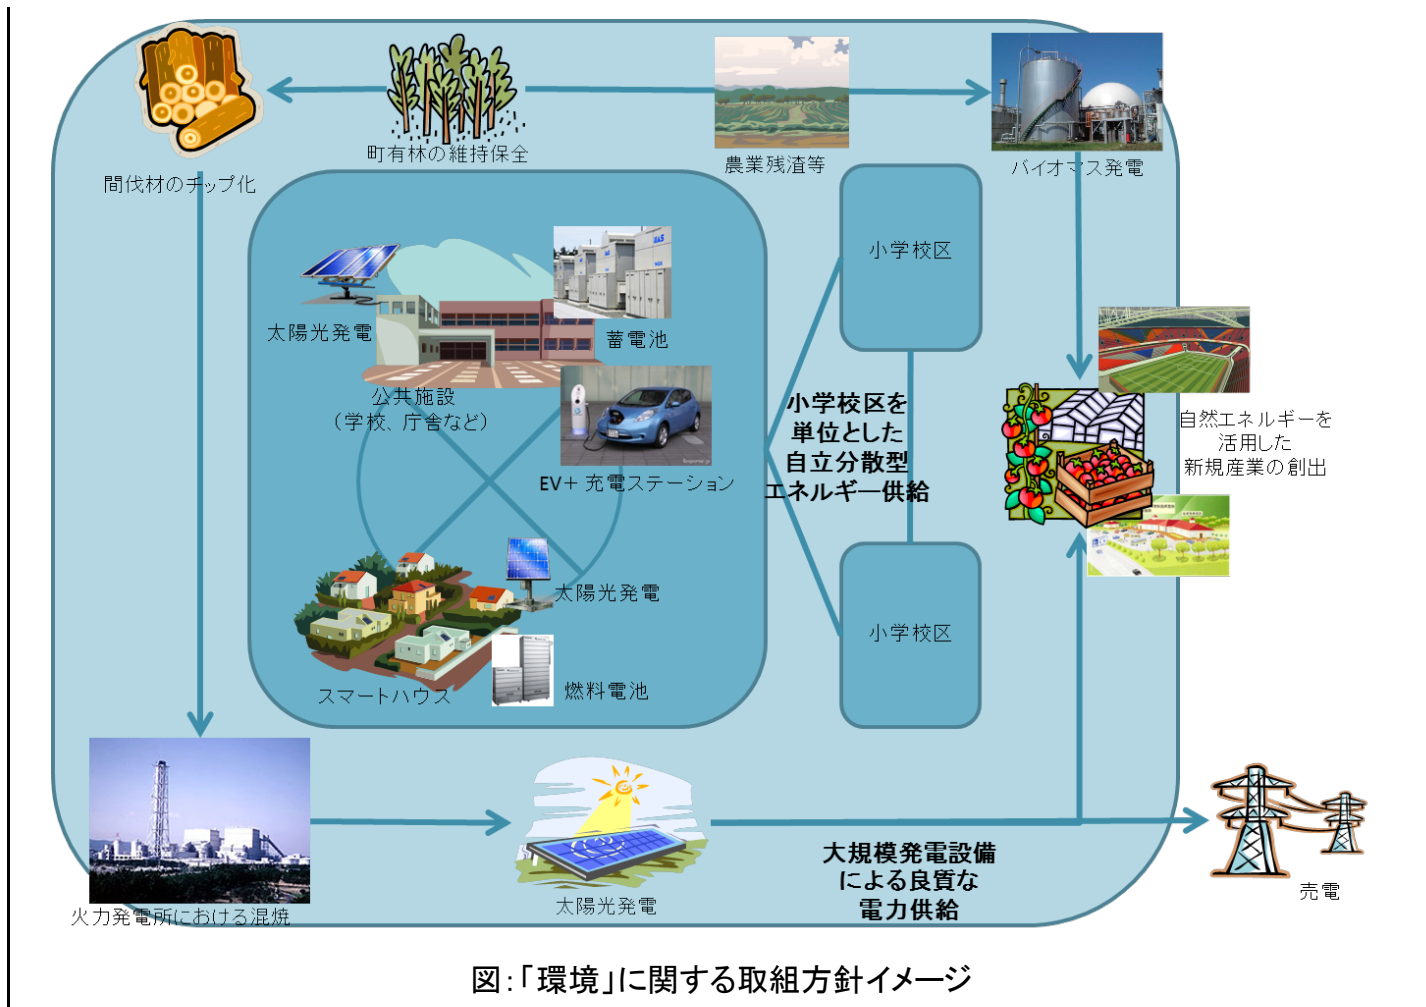 町有林の維持保全
間伐材のチップ化
農業残渣等
バイオマス発電
太陽光発電
蓄電池
公共施設
（学校、庁舎など）
EV＋充電ステーション
太陽光発電
スマートハウス
燃料電池
小学校区
小学校区を
単位とした
自立分散型
エネルギー供給
小学校区
自然エネルギーを
活用した
新規産業の創出
火力発電所における混焼
太陽光発電
大規模発電設備
による良質な
電力供給
売電
図：「環境」に関する取組方針イメージ